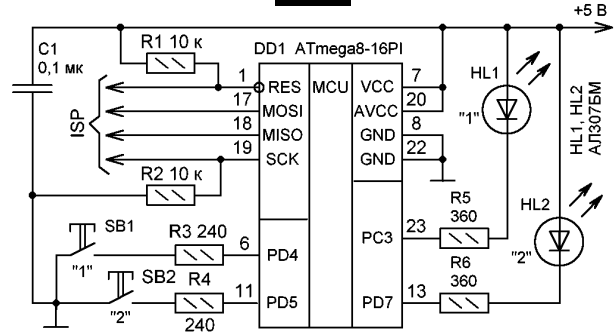 +5 В
C1
0,1 мк
R1 10 к
DD1 ATmega8-16PI
1
RES
MCU
VCC
7
HL1
17
MOSI
AVCC
20
"1"
ISP
18
MISO
GND
8
19
SCK
GND
22
HL1, HL2
АЛ307БМ
R2 10 к
R5
360
HL2
SB1
R3 240
6
PD4
PC3
23
"1"
SB2
R4
R6
360
"2"
11
PD5
PD7
13
"2"
240